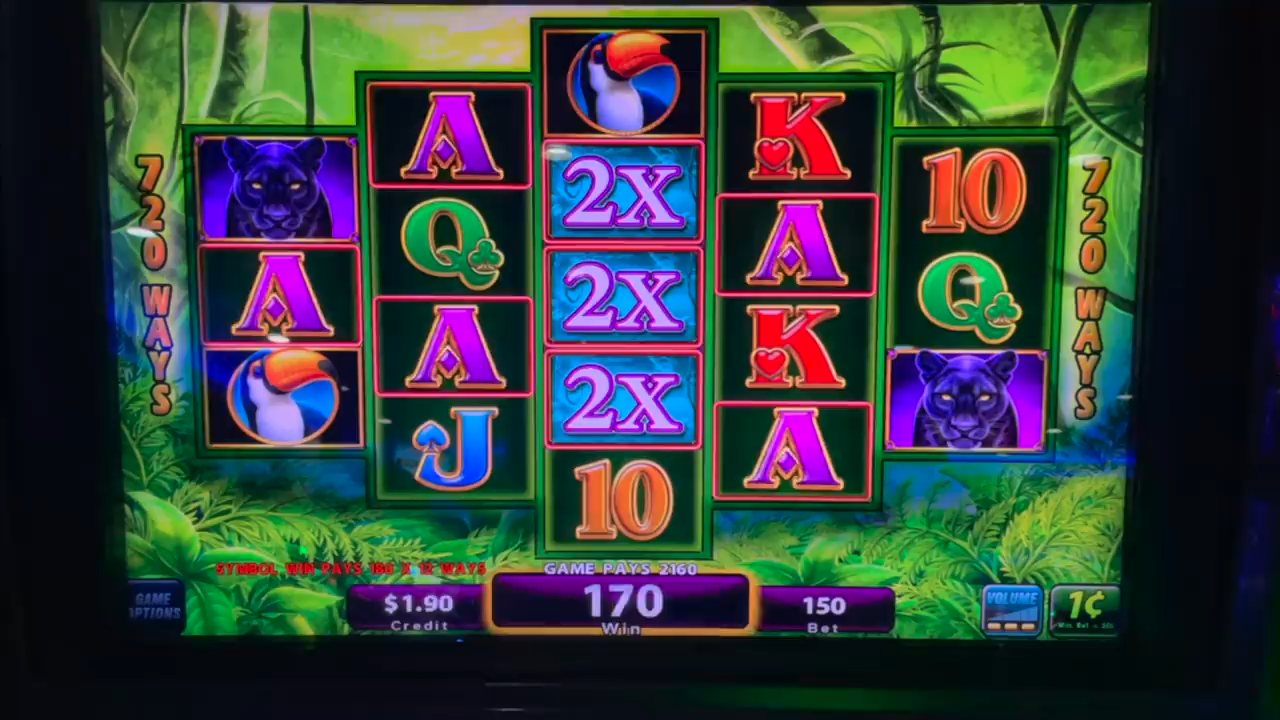 720 WAYS
A
A
Q
A
J
2X
2X
2X
10
K
A
K
A
10
Q
720 WAYS
SYMBOL WIN PAYS 180 X 12 WAYS
GAME PAYS 2160
GAME OPTIONS
$1.90
Credit
170
Win
150
Bet
VOLUME
1¢